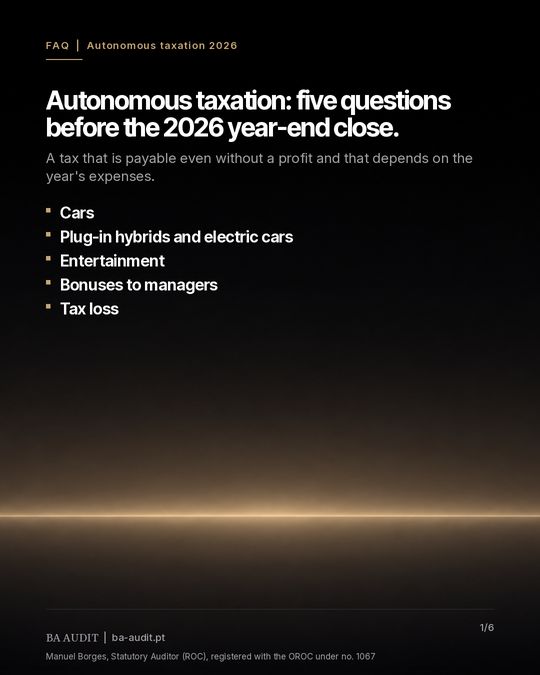 FAQ | Autonomous taxation 2026
Autonomous taxation: five questions
before the 2026 year-end close.
A tax that is payable even without a profit and that depends on the
year's expenses.
Cars
Plug-in hybrids and electric cars
Entertainment
Bonuses to managers
Tax loss
1/6
BA AUDIT | ba-audit.pt
Manuel Borges, Statutory Auditor (ROC), registered with the OROC under no. 1067